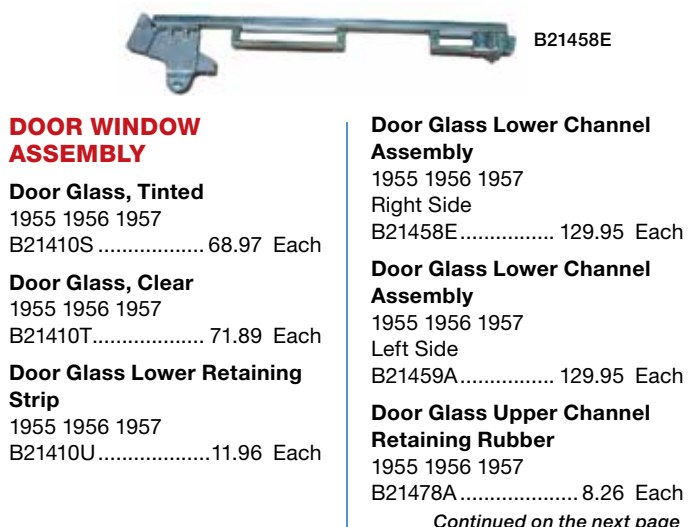 B21458E
DOOR WINDOW
ASSEMBLY
Door Glass, Tinted
1955 1956 1957
B21410S .................. 68.97 Each
Door Glass, Clear
1955 1956 1957
B21410T................... 71.89 Each
Door Glass Lower Retaining
Strip
1955 1956 1957
B21410U...................11.96 Each
Door Glass Lower Channel
Assembly
1955 1956 1957
Right Side
B21458E................ 129.95 Each
Door Glass Lower Channel
Assembly
1955 1956 1957
Left Side
B21459A................ 129.95 Each
Door Glass Upper Channel
Retaining Rubber
1955 1956 1957
B21478A.................... 8.26 Each
Continued on the next page